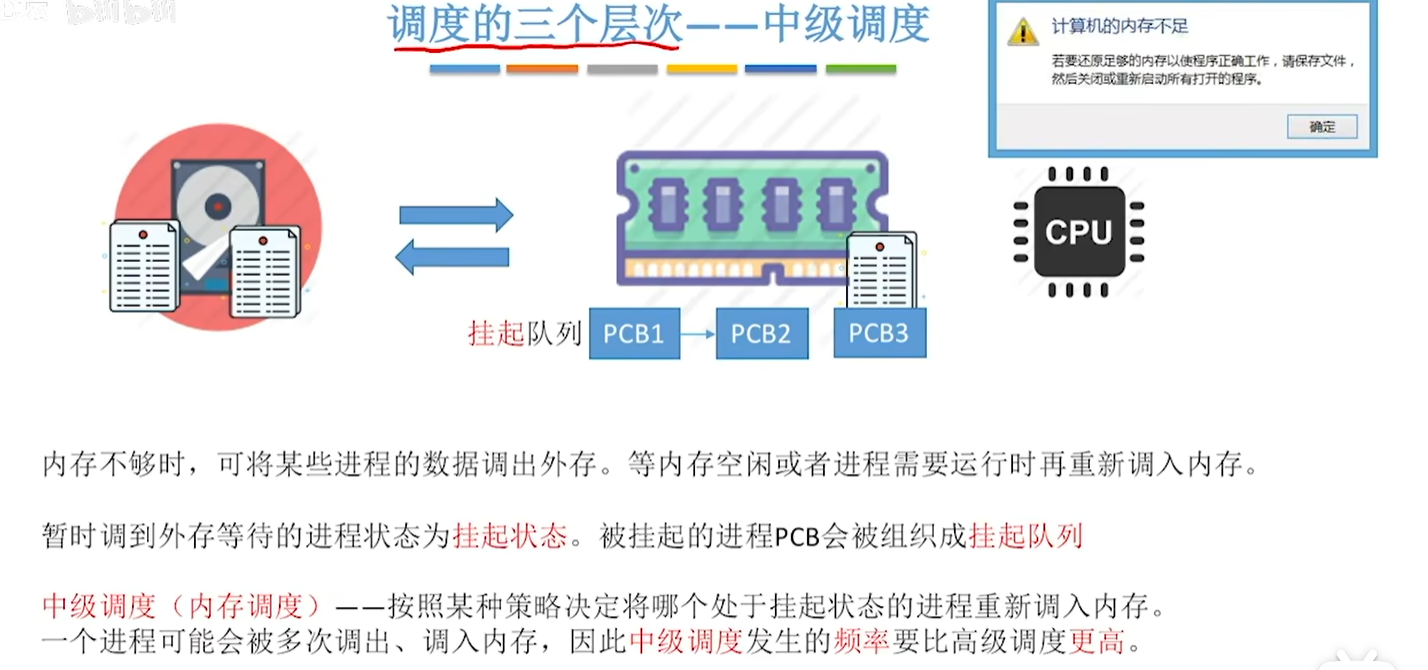 调度的三个层次——中级调度
计算机的内存不足
若要还原足够的内存以使程序正确工作，请保存文件，
然后关闭或重新启动所有打开的程序。
确定
CPU
挂起队列
PCB1
PCB2
PCB3
内存不够时，可将某些进程的数据调出外存。等内存空闲或者进程需要运行时再重新调入内存。
暂时调到外存等待的进程状态为挂起状态。被挂起的进程PCB会被组织成挂起队列
中级调度（内存调度）——按照某种策略决定将哪个处于挂起状态的进程重新调入内存。
一个进程可能会被多次调出、调入内存，因此中级调度发生的频率要比高级调度更高。